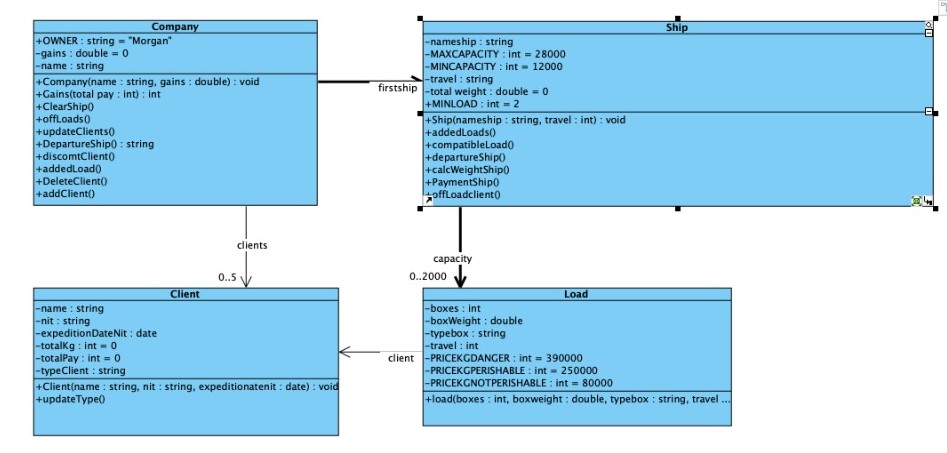 Company
+OWNER : string = "Morgan"
-gains : double = 0
-name : string
+Company(name : string, gains : double) : void
+Gains(total pay : int) : int
+ClearShip()
+offLoads()
+updateClients()
+DepartureShip() : string
+discomtClient()
+addedLoad()
+DeleteClient()
+addClient()
firstship
Ship
-nameship : string
-MAXCAPACITY : int = 28000
-MINCAPACITY : int = 12000
-travel : string
-total weight : double = 0
+MINLOAD : int = 2
+Ship(nameship : string, travel : int) : void
+addedLoads()
+compatibleLoad()
+departureShip()
+calcWeightShip()
+PaymentShip()
+offLoadclient()
clients
0..5
capacity
0..2000
Client
-name : string
-nit : string
-expeditionDateNit : date
-totalKg : int = 0
-totalPay : int = 0
-typeClient : string
+Client(name : string, nit : string, expeditionatenit : date) : void
+updateType()
client
Load
-boxes : int
-boxWeight : double
-typebox : string
-travel : int
-PRICEKGDANGER : int = 390000
-PRICEKGPERISHABLE : int = 250000
-PRICEKGNOTPERISHABLE : int = 80000
+load(boxes : int, boxweight : double, typebox : string, travel ...